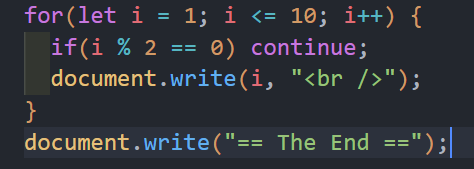 for(let i = 1; i <= 10; i++) {
  if(i % 2 == 0) continue;
  document.write(i, "<br />");
}
document.write("== The End ==");